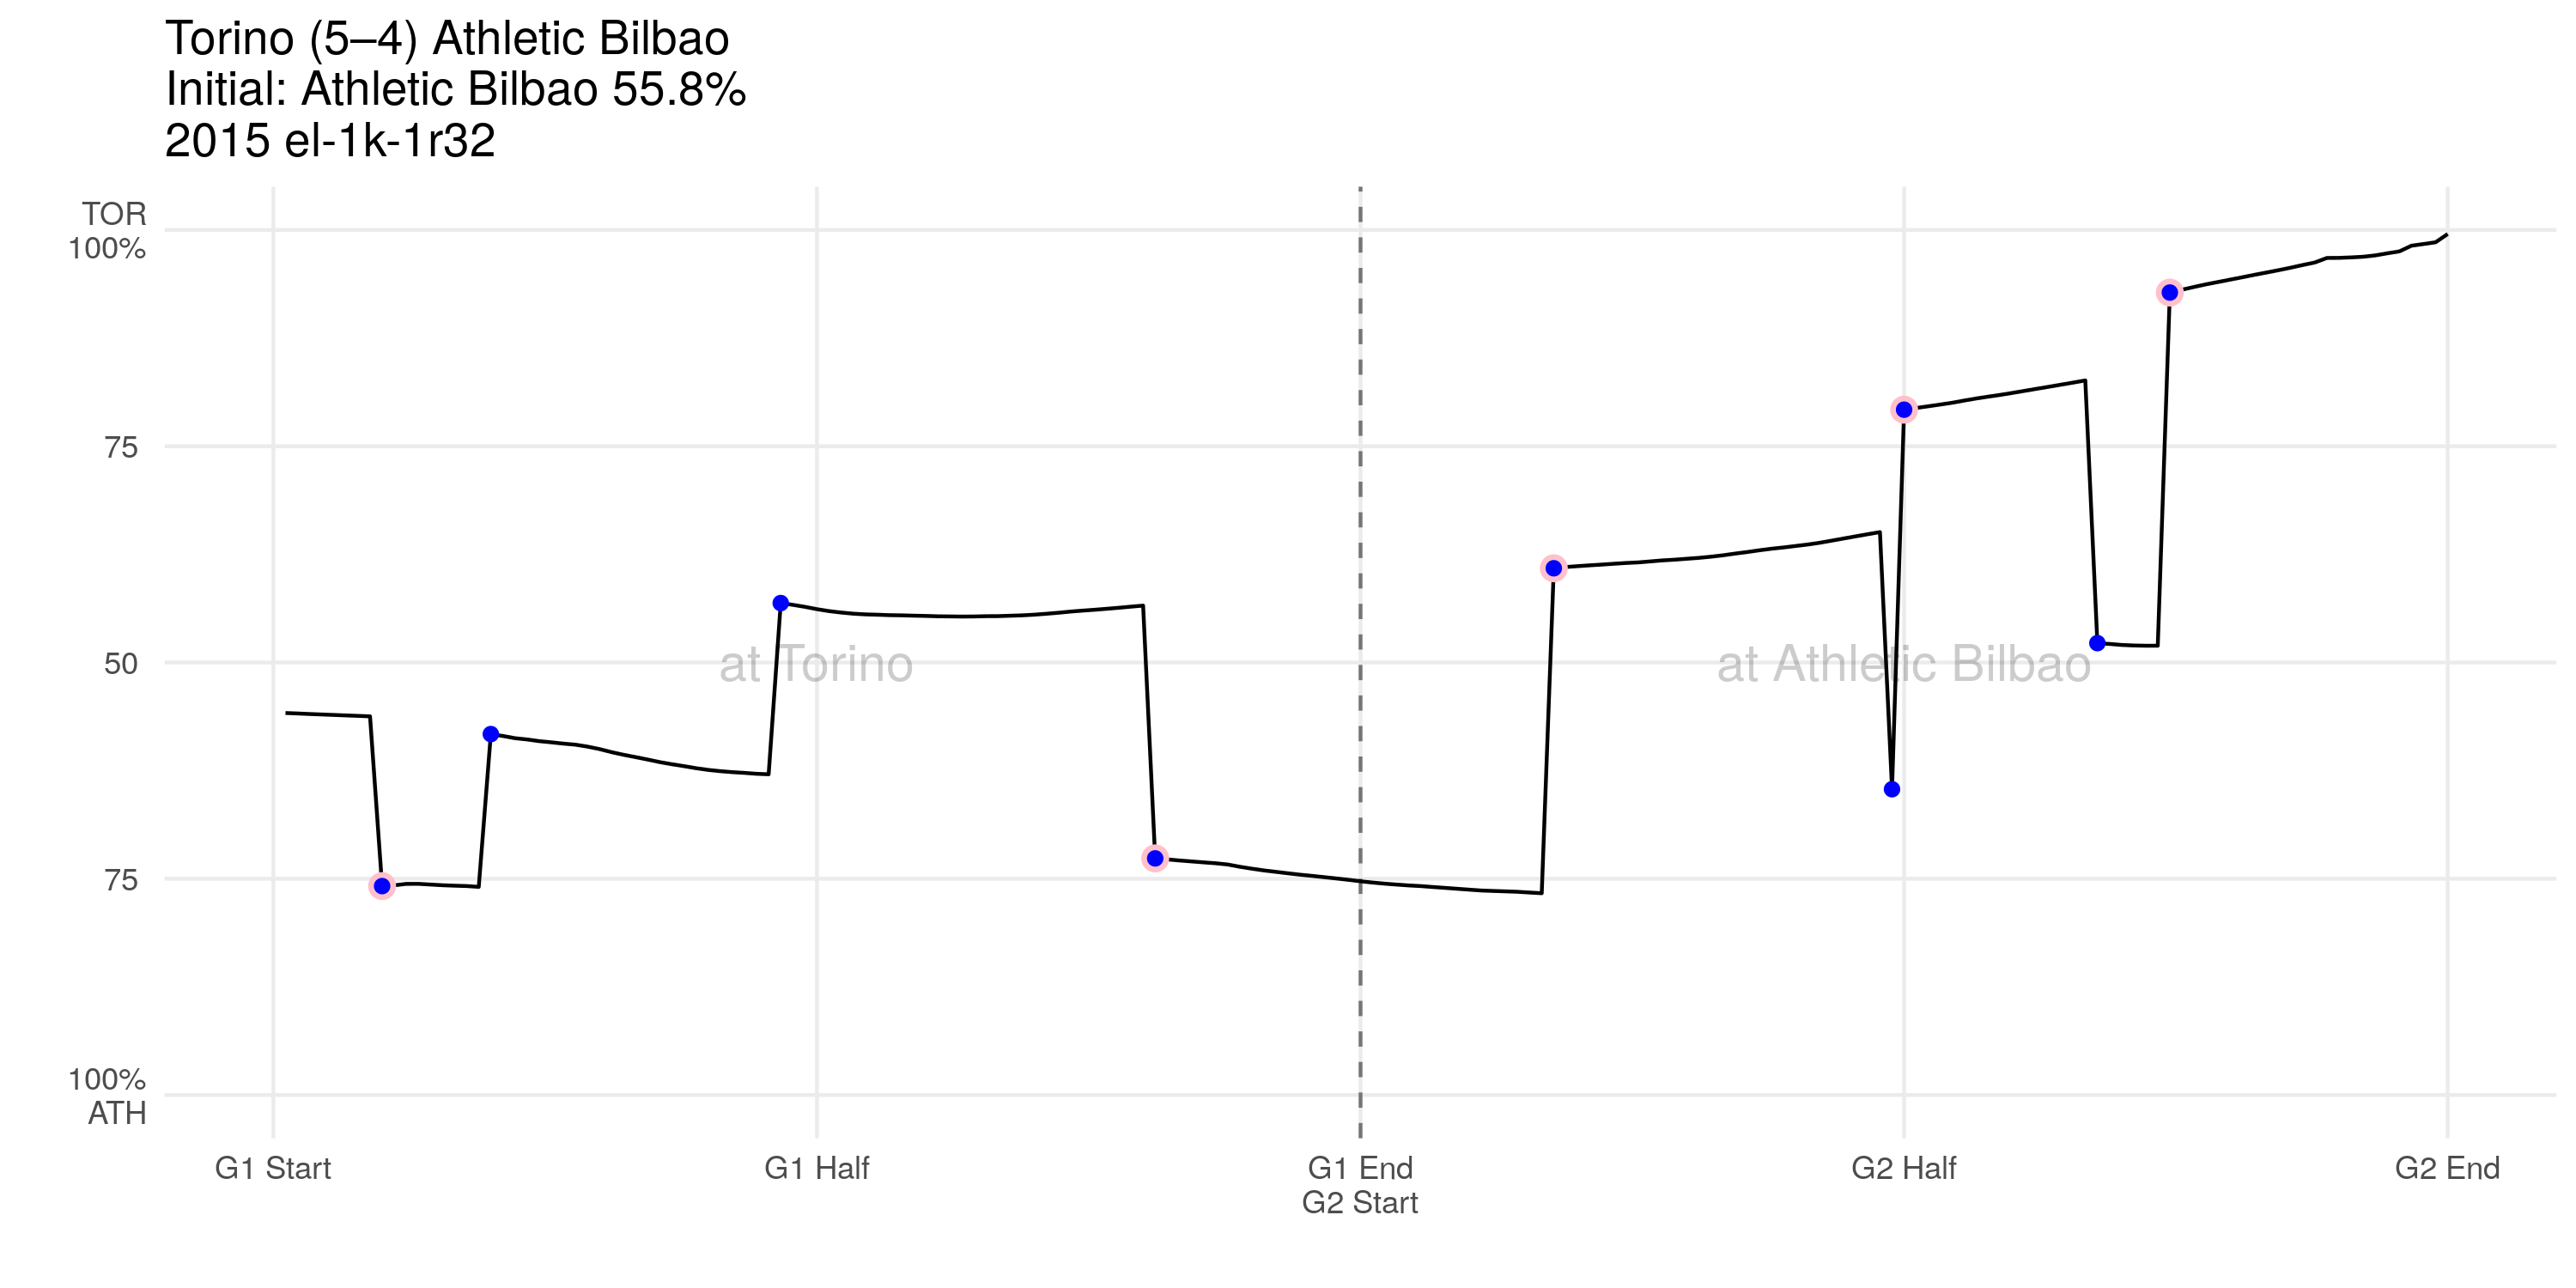 Torino (5–4) Athletic Bilbao
Initial: Athletic Bilbao 55.8%
2015 el-1k-1r32
TOR
100%
75
50
75
100%
ATH
at Torino
at Athletic Bilbao
G1 Start
G1 Half
G1 End
G2 Start
G2 Half
G2 End